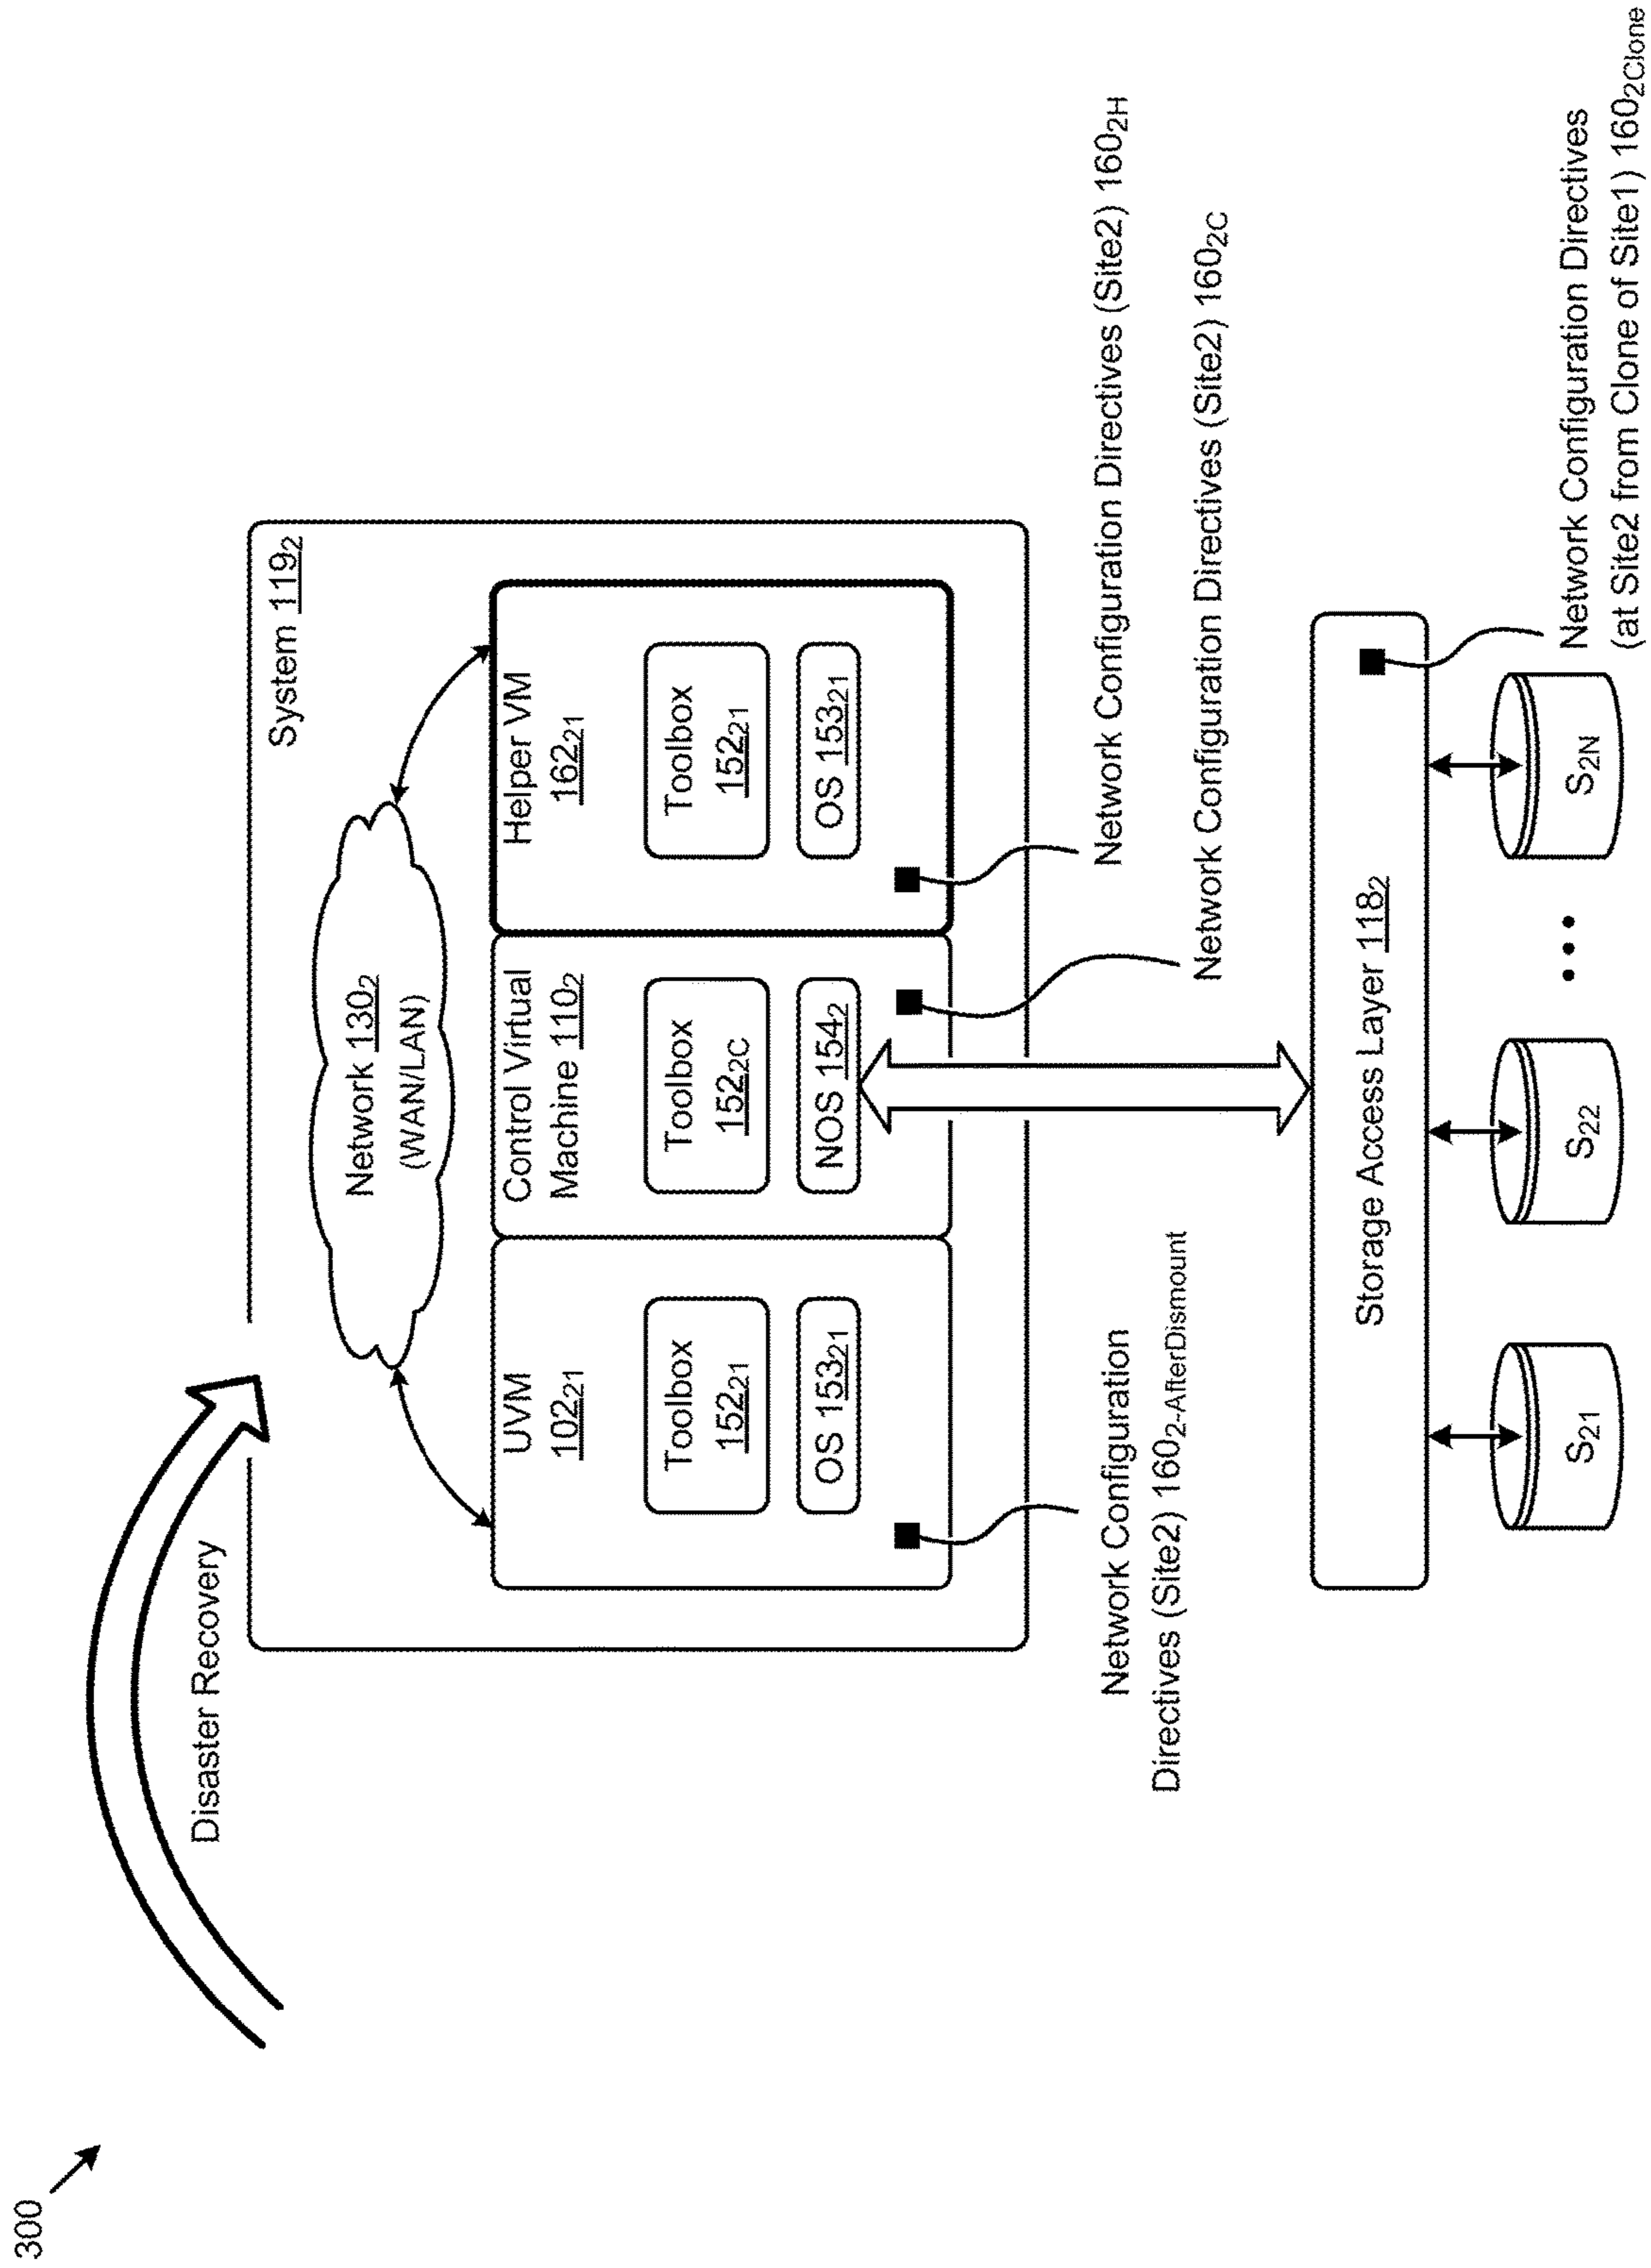 300
Disaster Recovery
System 119₂
Network 130₂
(WAN/LAN)
UVM
102₂₁
Toolbox
152₂₁
OS 153₂₁
Control Virtual
Machine 110₂
Toolbox
152₂C
NOS 154₂
Helper VM
162₂₁
Toolbox
152₂₁
OS 153₂₁
Network Configuration
Directives (Site2) 160₂-AfterDismount
Network Configuration Directives (Site2) 160₂H
Network Configuration Directives (Site2) 160₂C
Storage Access Layer 118₂
S₂₁
S₂₂
...
S₂N
Network Configuration Directives
(at Site2 from Clone of Site1) 160₂Clone